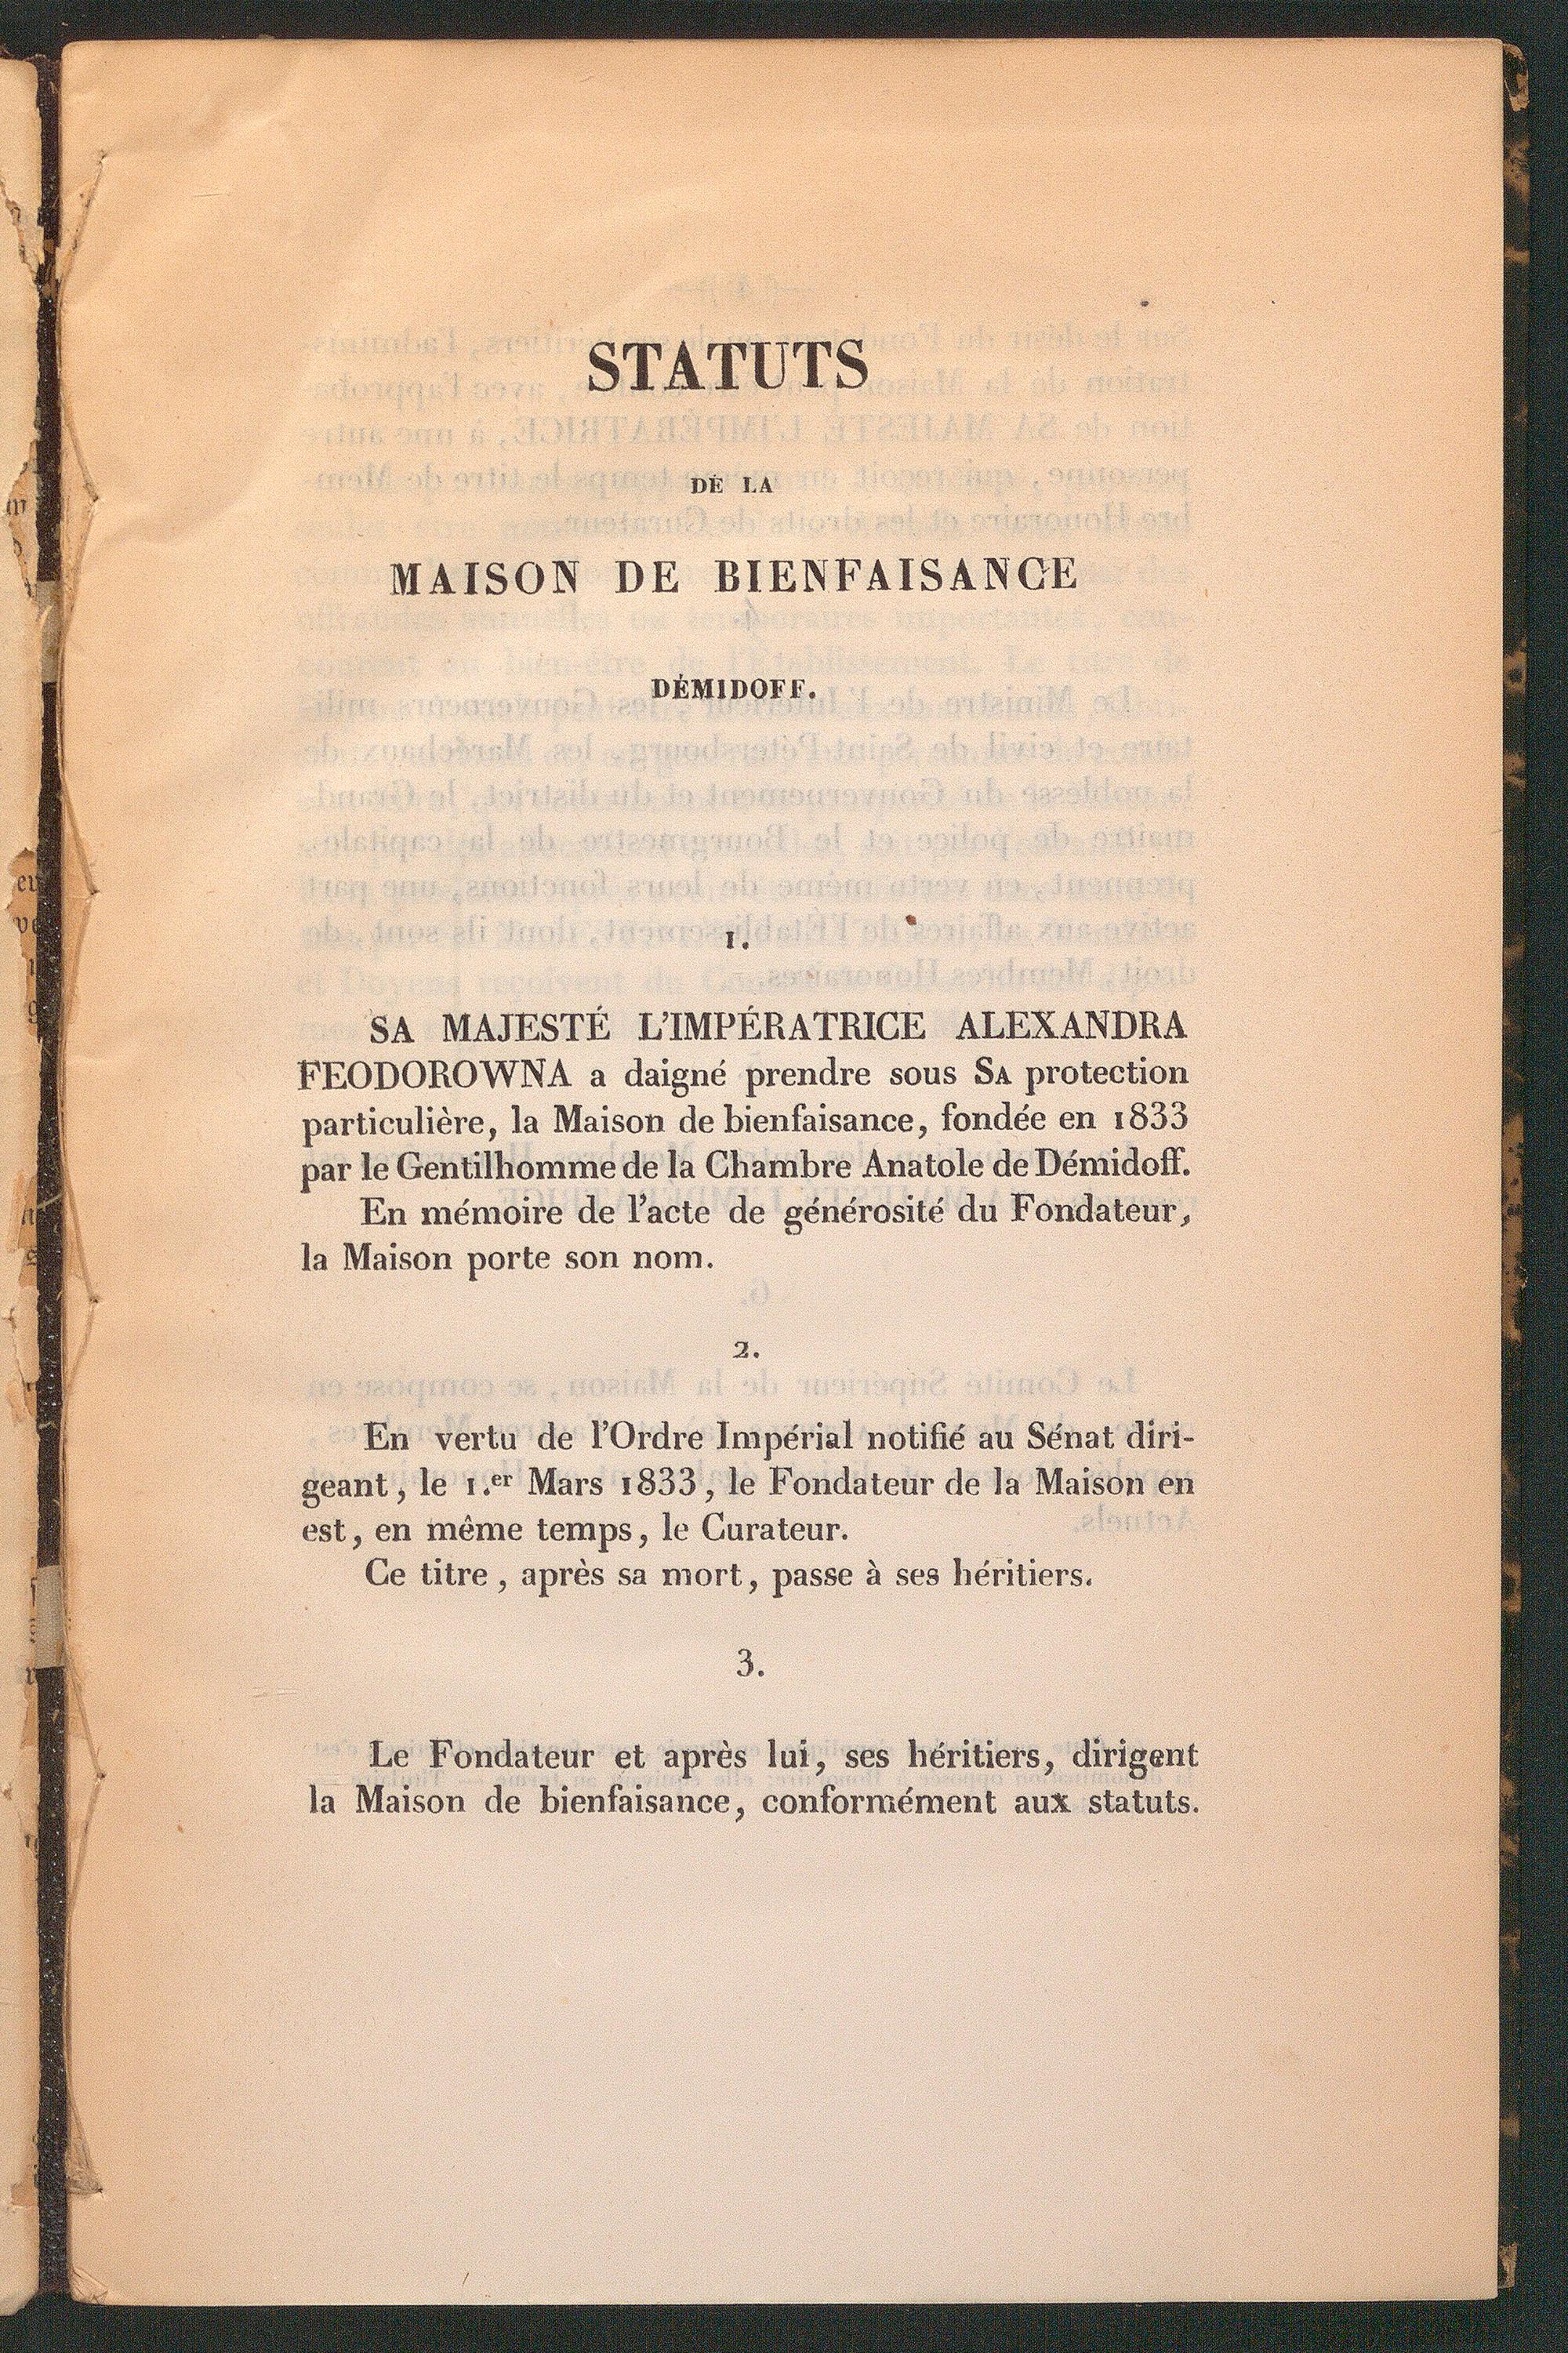 STATUTS
DE LA
MAISON DE BIENFAISANCE
DÉMIDOFF.
1.
SA MAJESTÉ L'IMPÉRATRICE ALEXANDRA
FEODOROWNA a daigné prendre sous SA protection
particulière, la Maison de bienfaisance, fondée en 1833
par le Gentilhomme de la Chambre Anatole de Démidoff.
En mémoire de l'acte de générosité du Fondateur,
la Maison porte son nom.
2.
En vertu de l'Ordre Impérial notifié au Sénat diri-
geant, le 1.er Mars 1833, le Fondateur de la Maison en
est, en même temps, le Curateur.
Ce titre, après sa mort, passe à ses héritiers.
3.
Le Fondateur et après lui, ses héritiers, dirigent
la Maison de bienfaisance, conformément aux statuts.